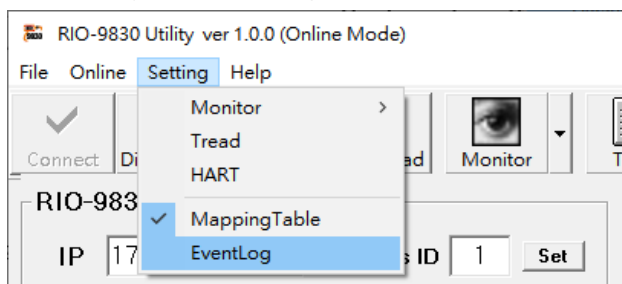 RIO-9830 Utility ver 1.0.0 (Online Mode)
File Online Setting Help
Monitor >
Tread
HART
MappingTable
EventLog
Connect Di ad Monitor T
RIO-983
IP 17 s ID 1 Set